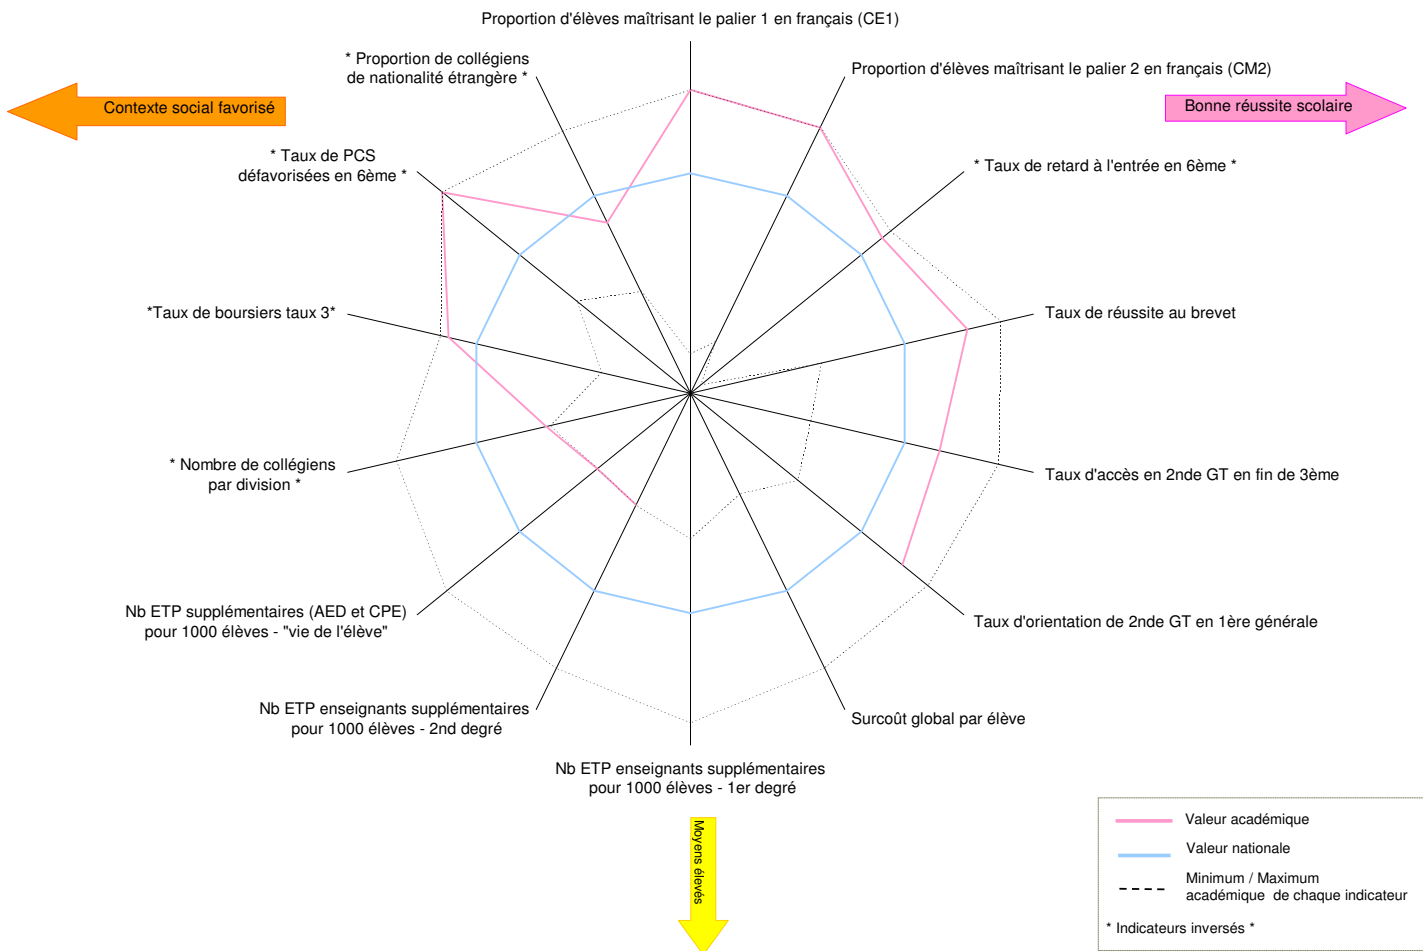 Proportion d'élèves maîtrisant le palier 1 en français (CE1)
* Proportion de collégiens
de nationalité étrangère *
Proportion d'élèves maîtrisant le palier 2 en français (CM2)
Contexte social favorisé
Bonne réussite scolaire
* Taux de PCS
défavorisées en 6ème *
* Taux de retard à l'entrée en 6ème *
*Taux de boursiers taux 3*
Taux de réussite au brevet
* Nombre de collégiens
par division *
Taux d'accès en 2nde GT en fin de 3ème
Nb ETP supplémentaires (AED et CPE)
pour 1000 élèves - "vie de l'élève"
Taux d'orientation de 2nde GT en 1ère générale
Nb ETP enseignants supplémentaires
pour 1000 élèves - 2nd degré
Surcoût global par élève
Nb ETP enseignants supplémentaires
pour 1000 élèves - 1er degré
Moyens élevés
Valeur académique
Valeur nationale
Minimum / Maximum
académique de chaque indicateur
* Indicateurs inversés *